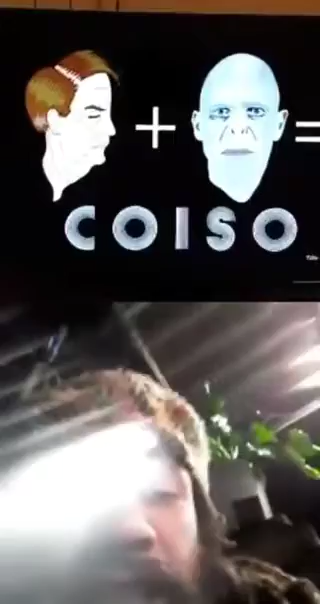 + =
COISO